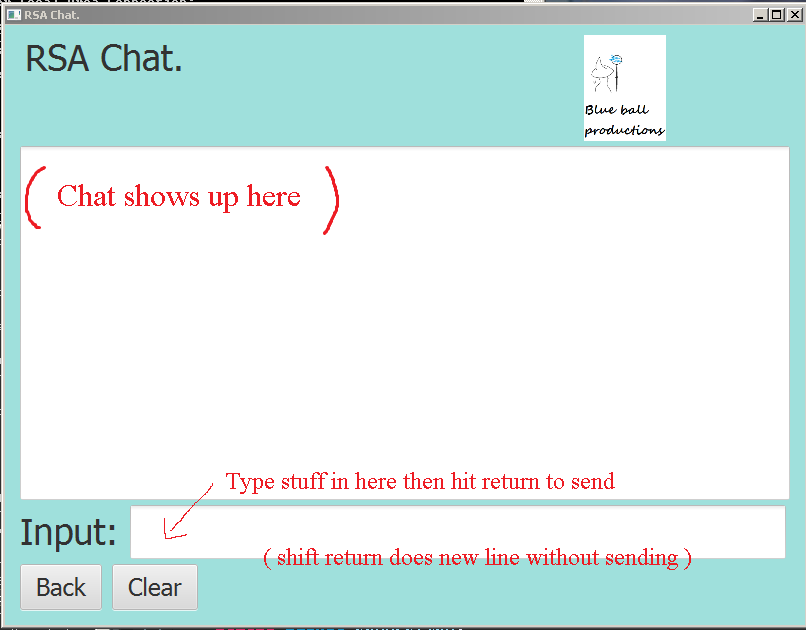 RSA Chat.
RSA Chat.
Blue ball
productions
Chat shows up here
Type stuff in here then hit return to send
Input:
( shift return does new line without sending )
Back
Clear